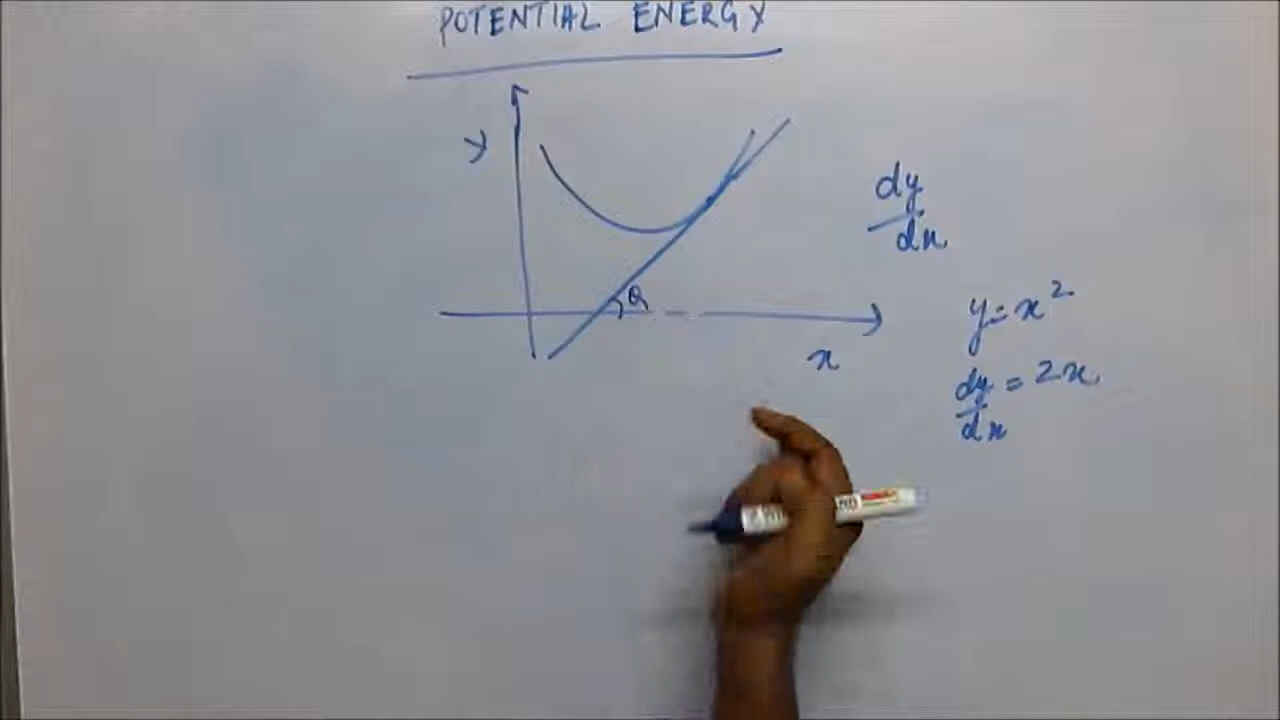 POTENTIAL ENERGY
y
dy
dx
y = x²
θ
x
dy = 2x
dx